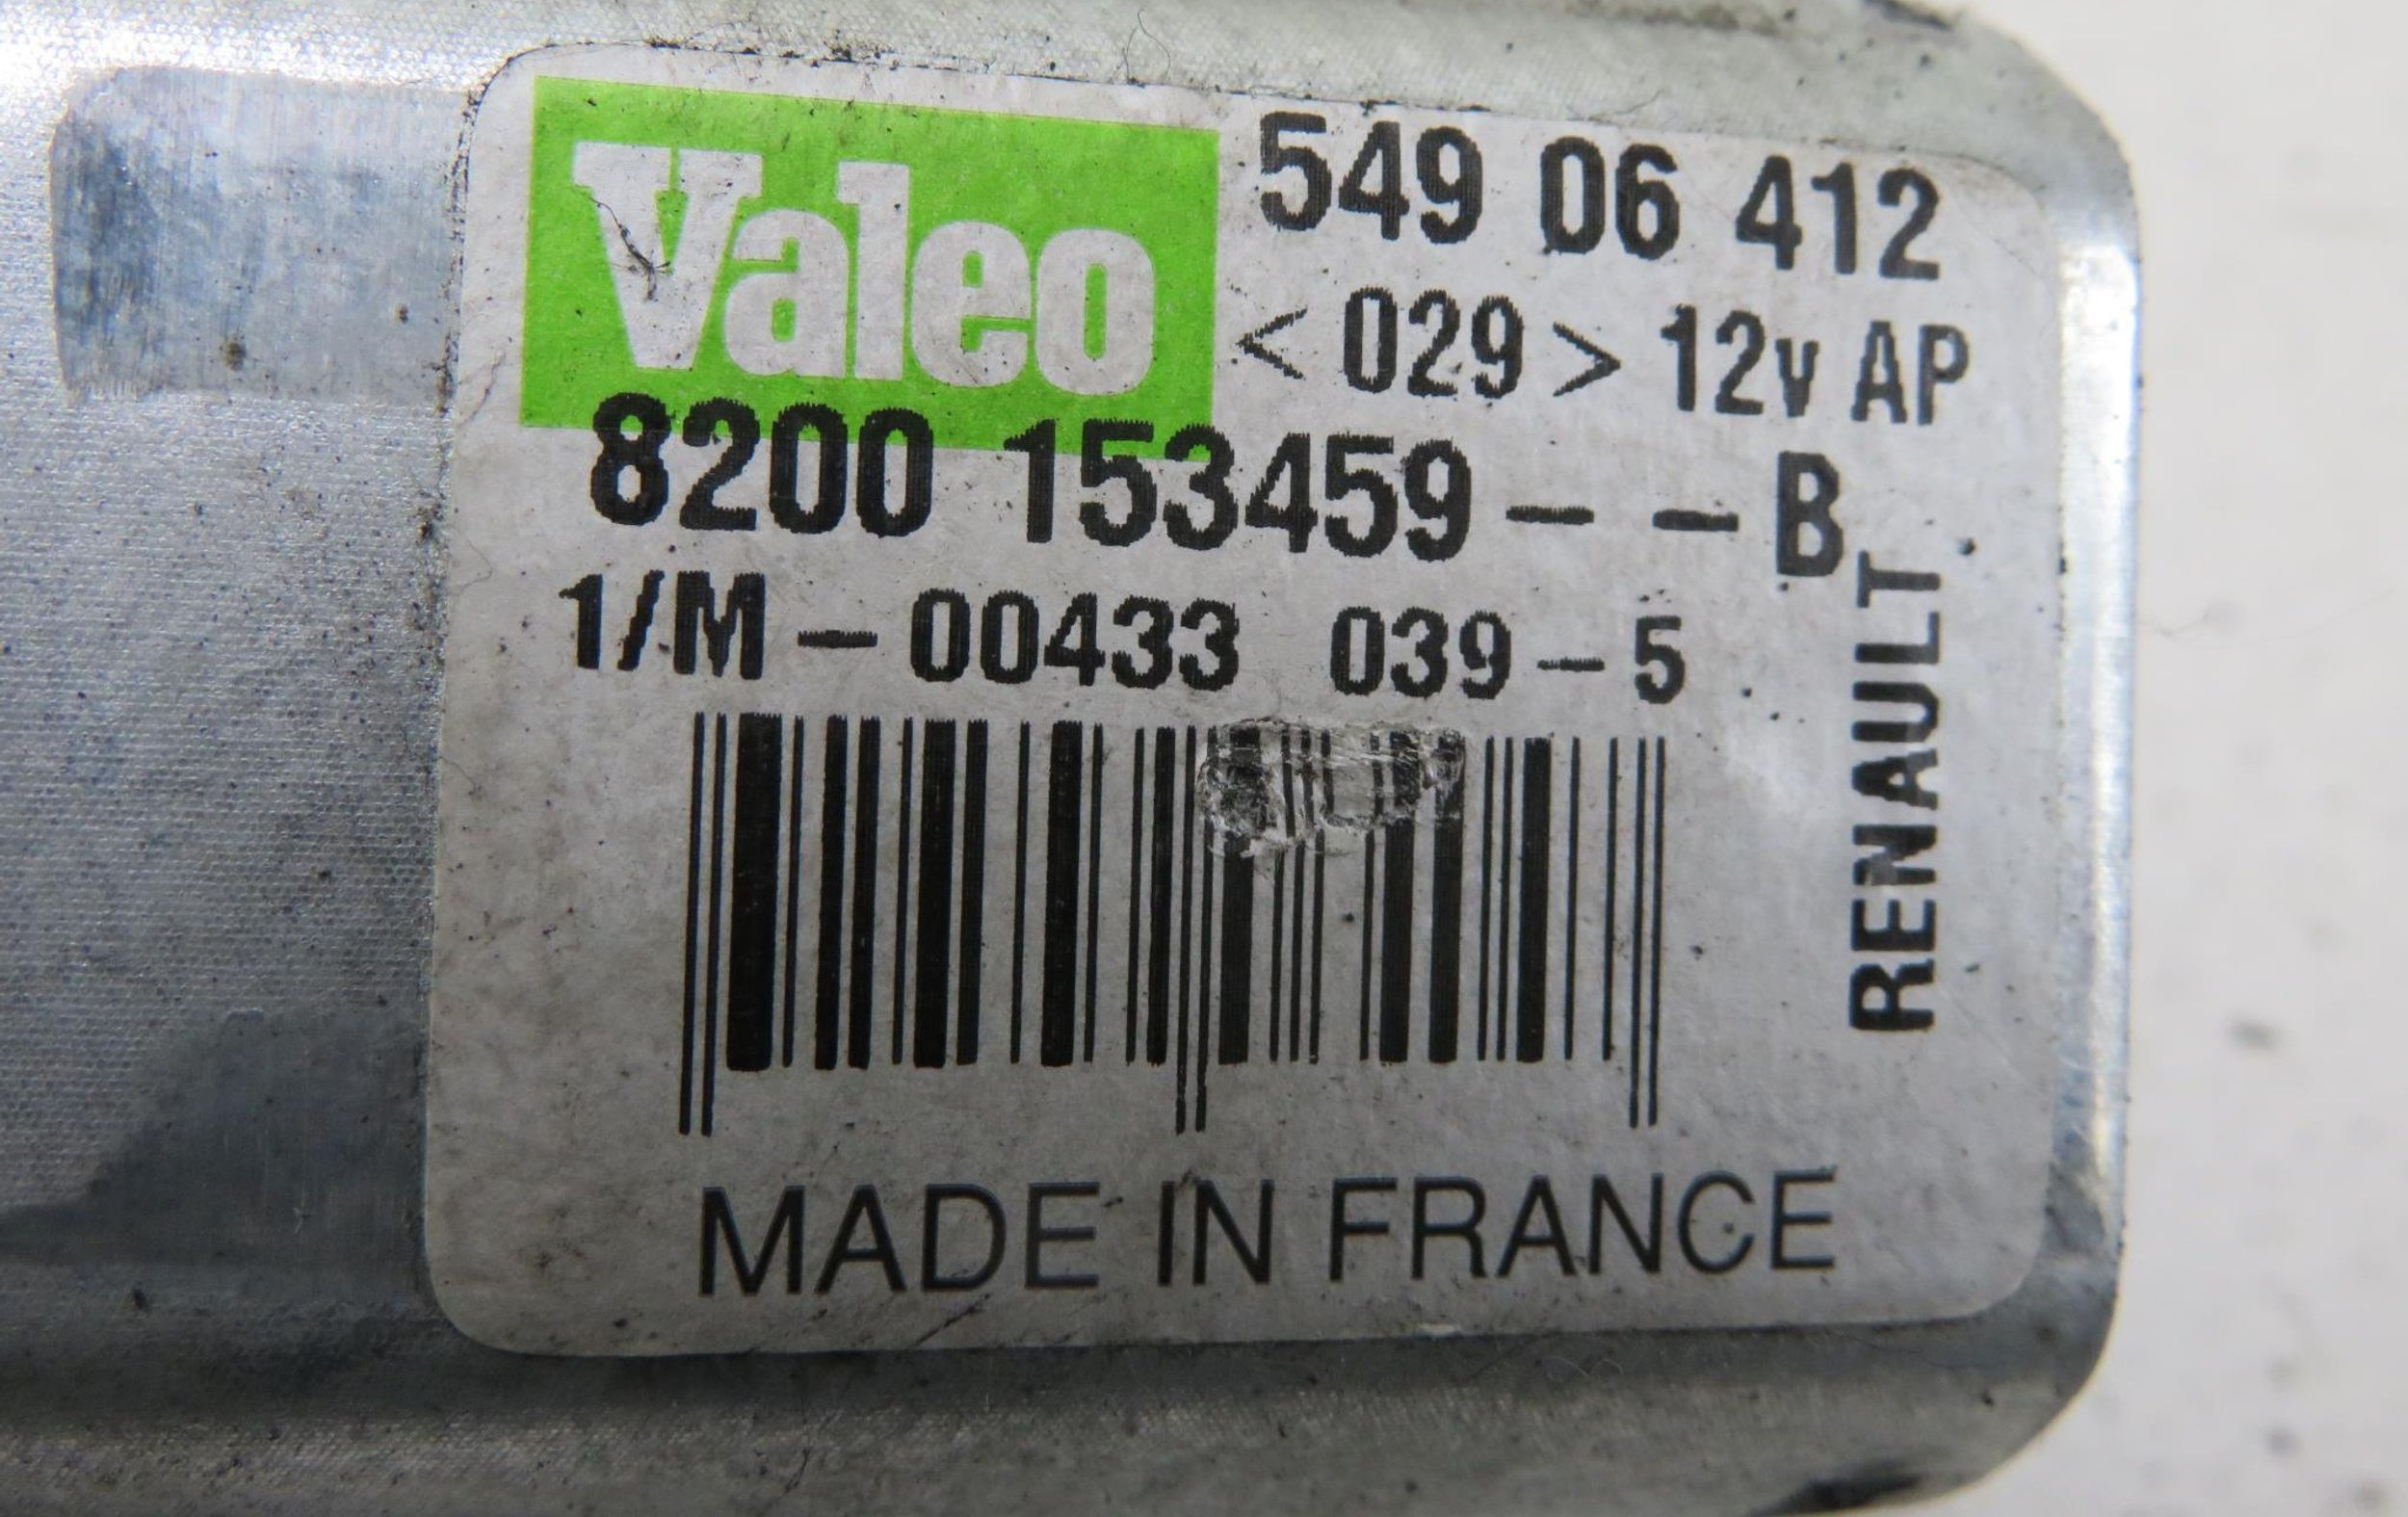 Valeo 549 06 412
<029> 12v AP
8200 153459--B
1/M-00433 039-5
RENAULT
MADE IN FRANCE